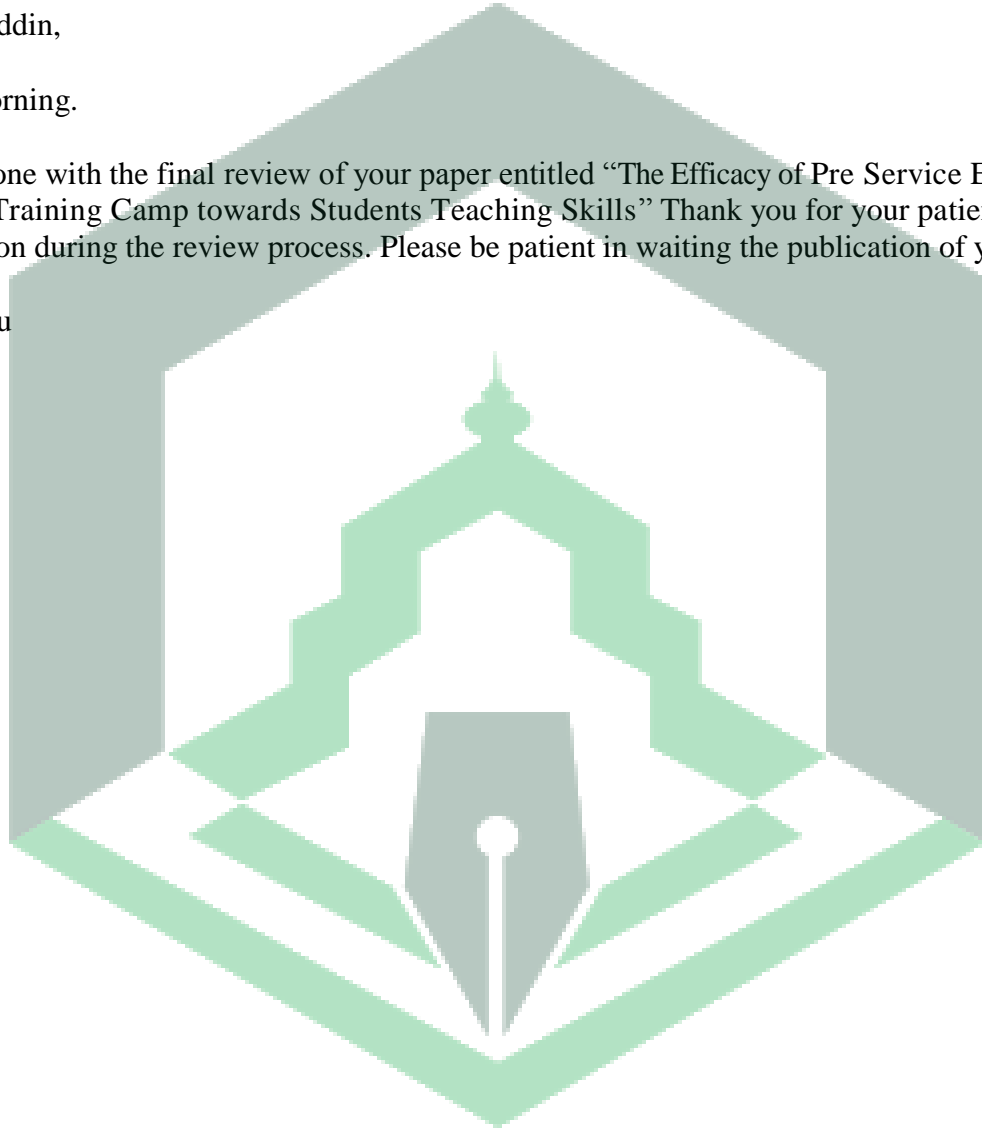 ddin,
orning.
one with the final review of your paper entitled “The Efficacy of Pre Service E
Training Camp towards Students Teaching Skills” Thank you for your patien
on during the review process. Please be patient in waiting the publication of y
u